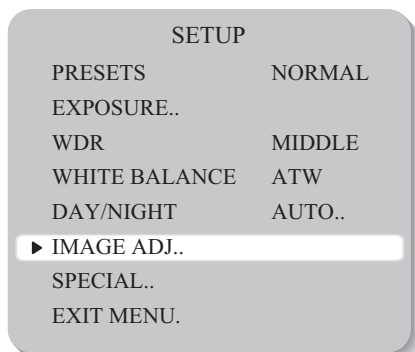 SETUP
PRESETS NORMAL
EXPOSURE..
WDR MIDDLE
WHITE BALANCE ATW
DAY/NIGHT AUTO..
IMAGE ADJ..
SPECIAL..
EXIT MENU.